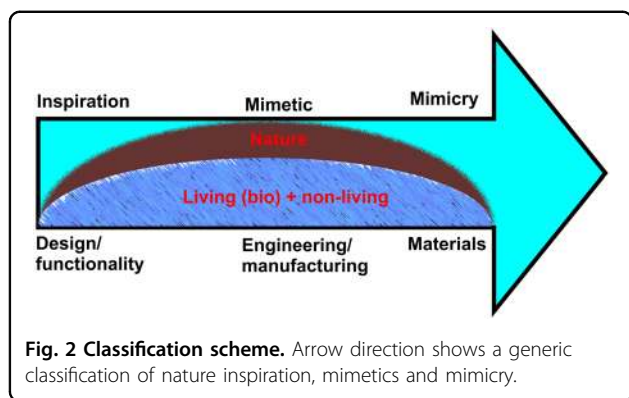 Inspiration Mimetic Mimicry
Nature
Living (bio) + non-living
Design/ Engineering/ Materials
functionality manufacturing
Fig. 2 Classification scheme. Arrow direction shows a generic
classification of nature inspiration, mimetics and mimicry.